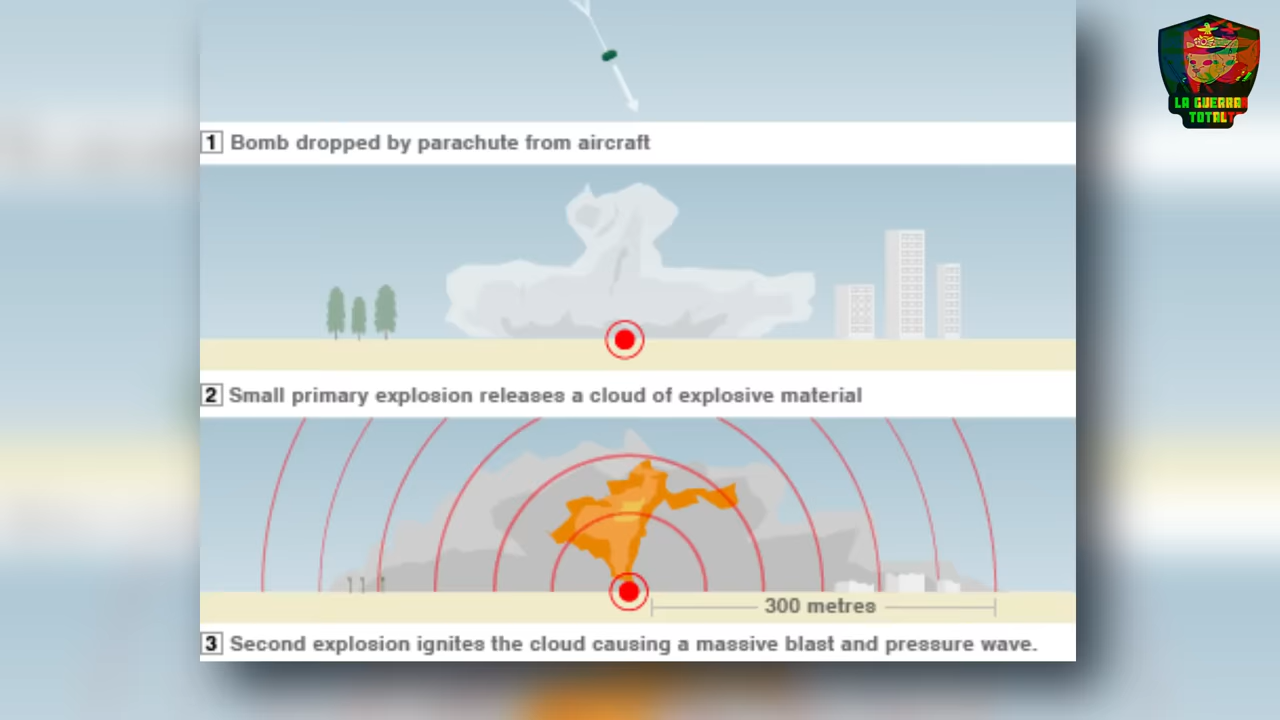 LA GUERRA
TOTAL
1 Bomb dropped by parachute from aircraft
2 Small primary explosion releases a cloud of explosive material
300 metres
3 Second explosion ignites the cloud causing a massive blast and pressure wave.